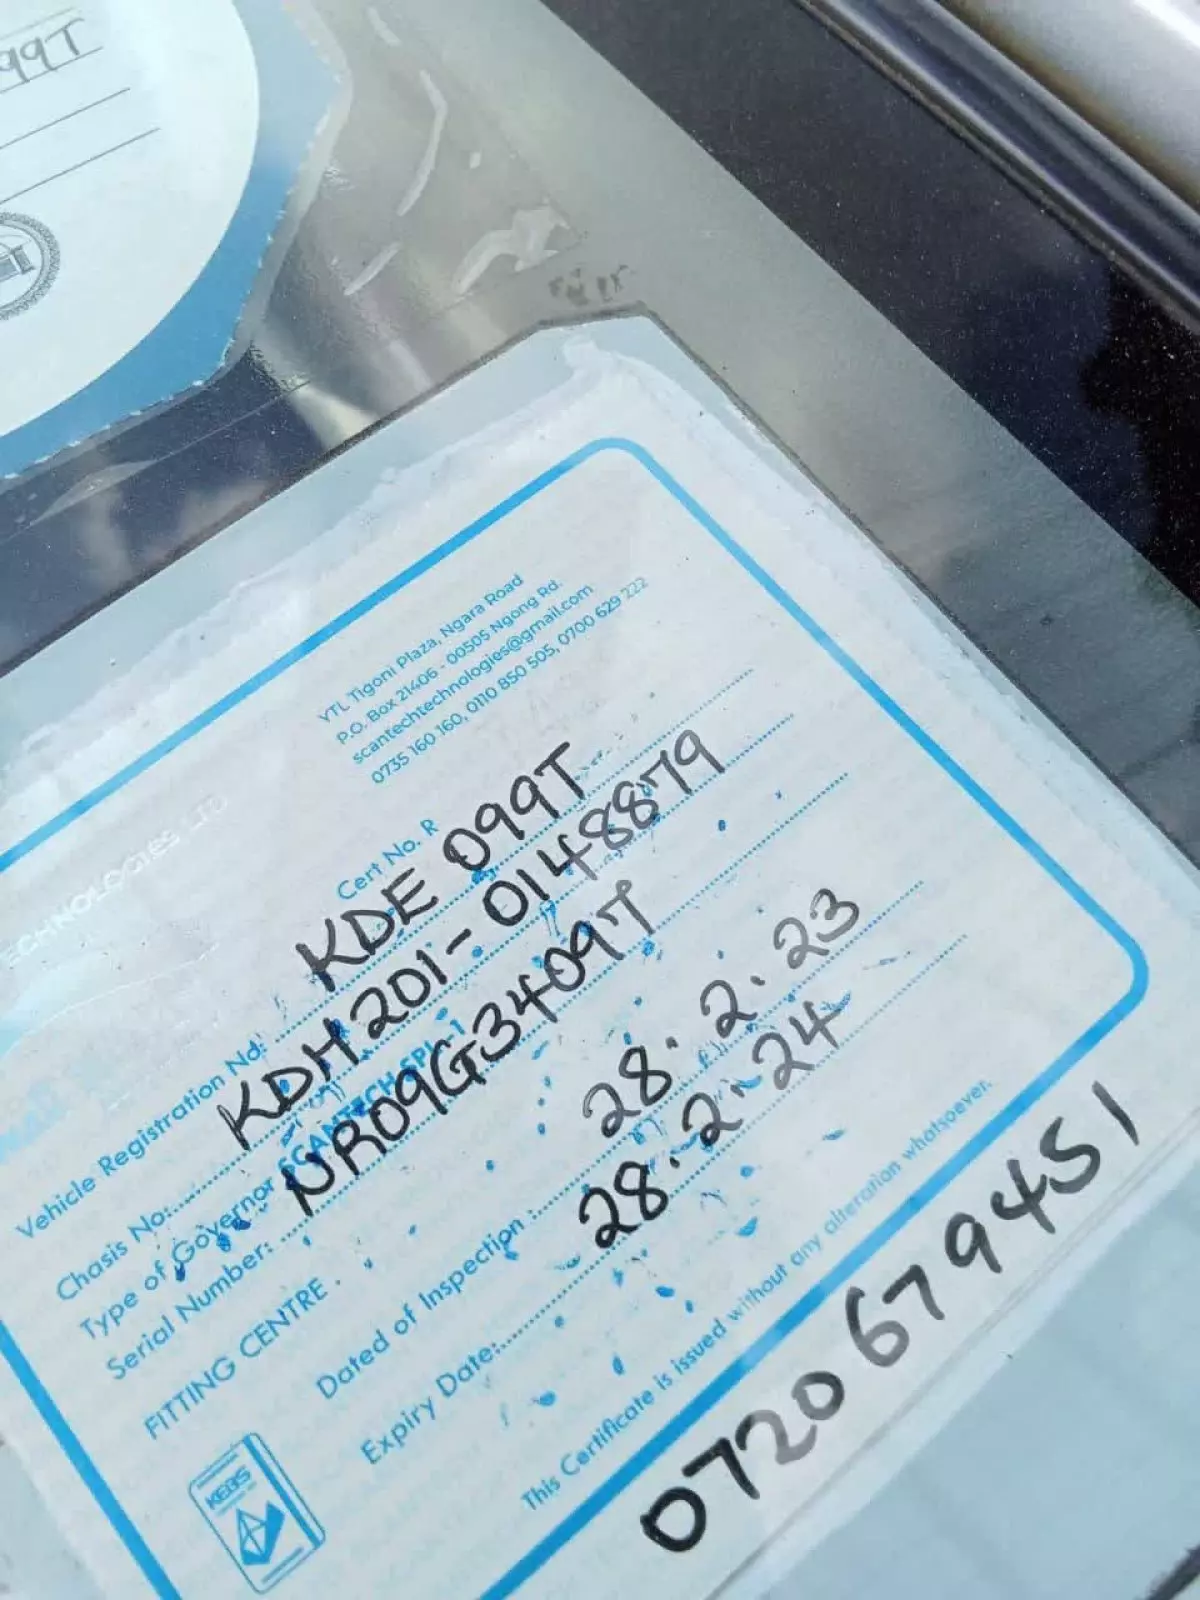 99T
YTL Tigoni Plaza, Ngara Road
P.O. Box 21406 - 00505 Ngong Rd.
scantechtechnologies@gmail.com
0735 160 160, 0110 850 505, 0700 629 222
TECHNOLOGIES LTD
Cert No. R
Vehicle Registration No: KDE 099T
Chasis No: KDH201-0148879
Type of Governor SCANTECH SPL-1
Serial Number: NR09G34097
FITTING CENTRE
Dated of Inspection : 28.2.23
Expiry Date: 28.2.24
This Certificate is issued without any alteration whatsoever.
KEBS
0720679451